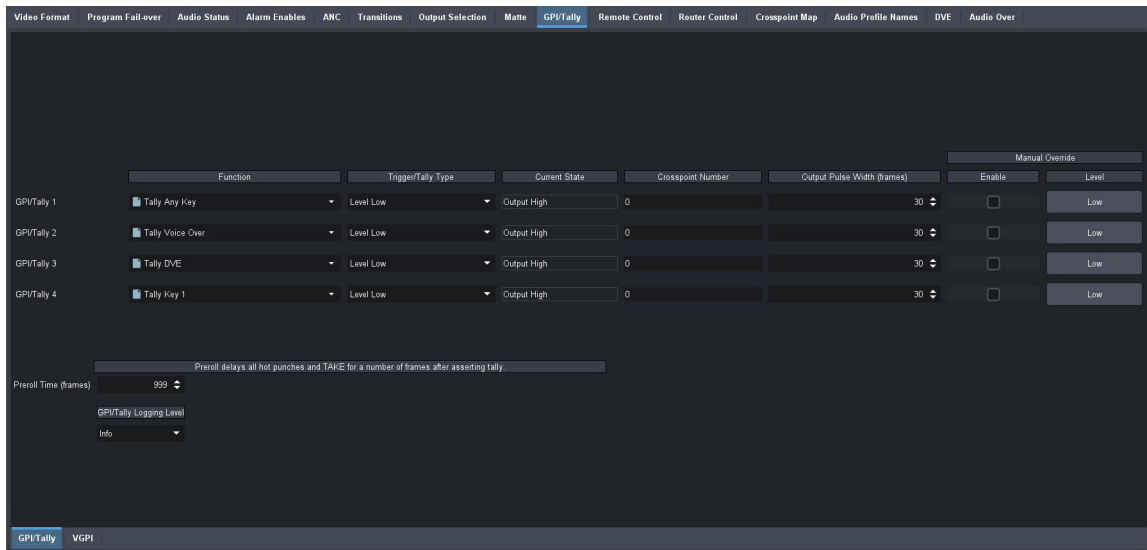 Video Format Program Fail-over Audio Status Alarm Enables ANC Transitions Output Selection Matte GPI/Tally Remote Control Router Control Crosspoint Map Audio Profile Names DVE Audio Over
Manual Override
Function Trigger/Tally Type Current State Crosspoint Number Output Pulse Width (frames) Enable Level
GPI/Tally 1 Tally Any Key Level Low Output High 0 30 Low
GPI/Tally 2 Tally Voice Over Level Low Output High 0 30 Low
GPI/Tally 3 Tally DVE Level Low Output High 0 30 Low
GPI/Tally 4 Tally Key 1 Level Low Output High 0 30 Low
Preroll delays all hot punches and TAKE for a number of frames after asserting tally.
Preroll Time (frames) 999
GPI/Tally Logging Level
Info
GPI/Tally VGPI